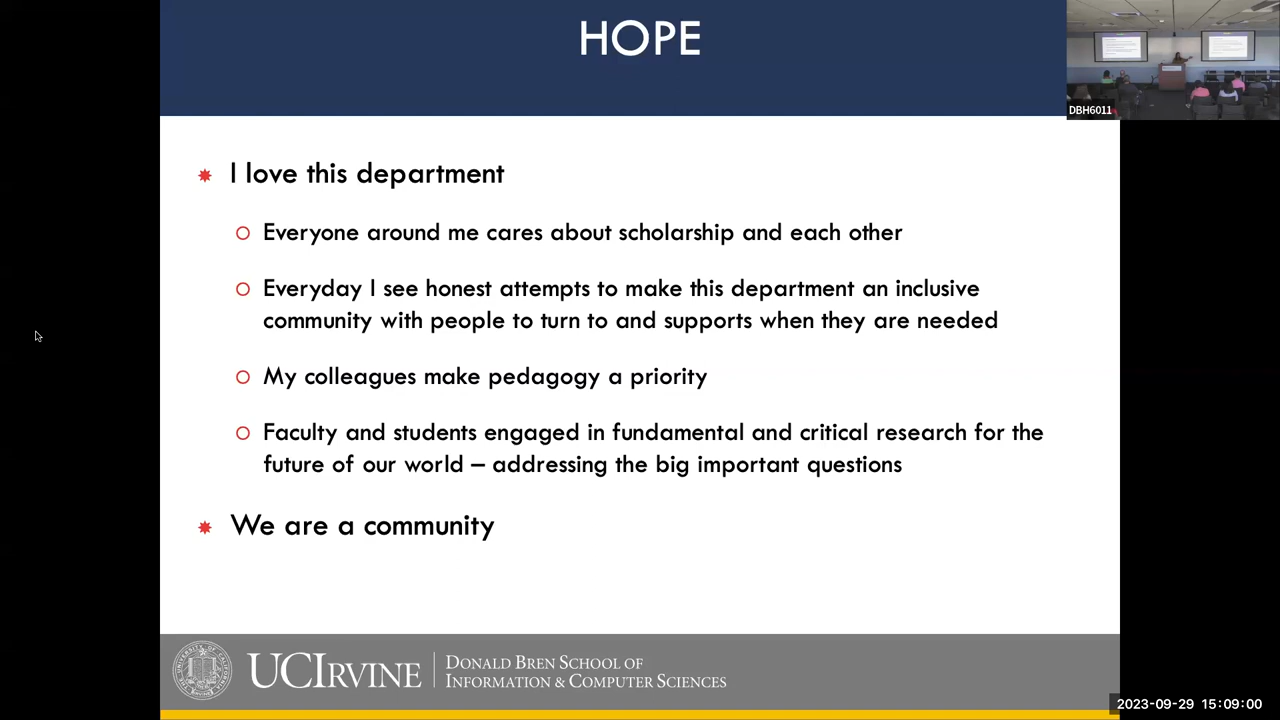 HOPE
DBH6011
I love this department
Everyone around me cares about scholarship and each other
Everyday I see honest attempts to make this department an inclusive
community with people to turn to and supports when they are needed
My colleagues make pedagogy a priority
Faculty and students engaged in fundamental and critical research for the
future of our world – addressing the big important questions
We are a community
UCIRVINE
DONALD BREN SCHOOL OF
INFORMATION & COMPUTER SCIENCES
2023-09-29 15:09:00